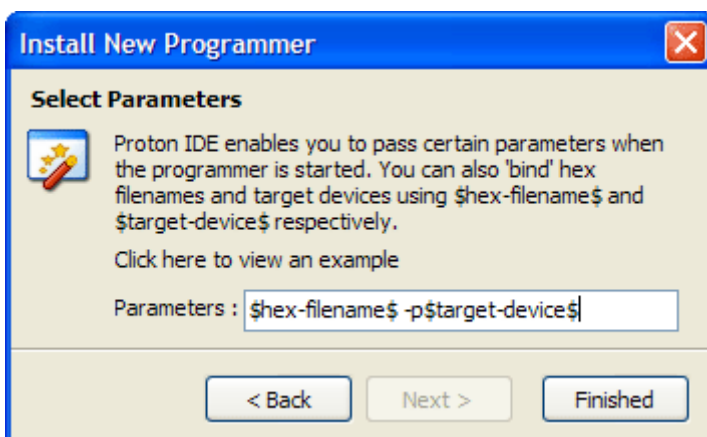 Install New Programmer
Select Parameters
Proton IDE enables you to pass certain parameters when
the programmer is started. You can also 'bind' hex
filenames and target devices using $hex-filename$ and
$target-device$ respectively.
Click here to view an example
Parameters : $hex-filename$ -p$target-device$
< Back Next > Finished